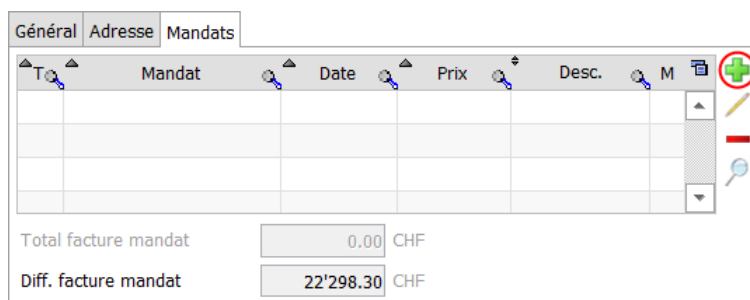 Général Adresse Mandats
T Mandat Date Prix Desc. M
Total facture mandat 0.00 CHF
Diff. facture mandat 22'298.30 CHF